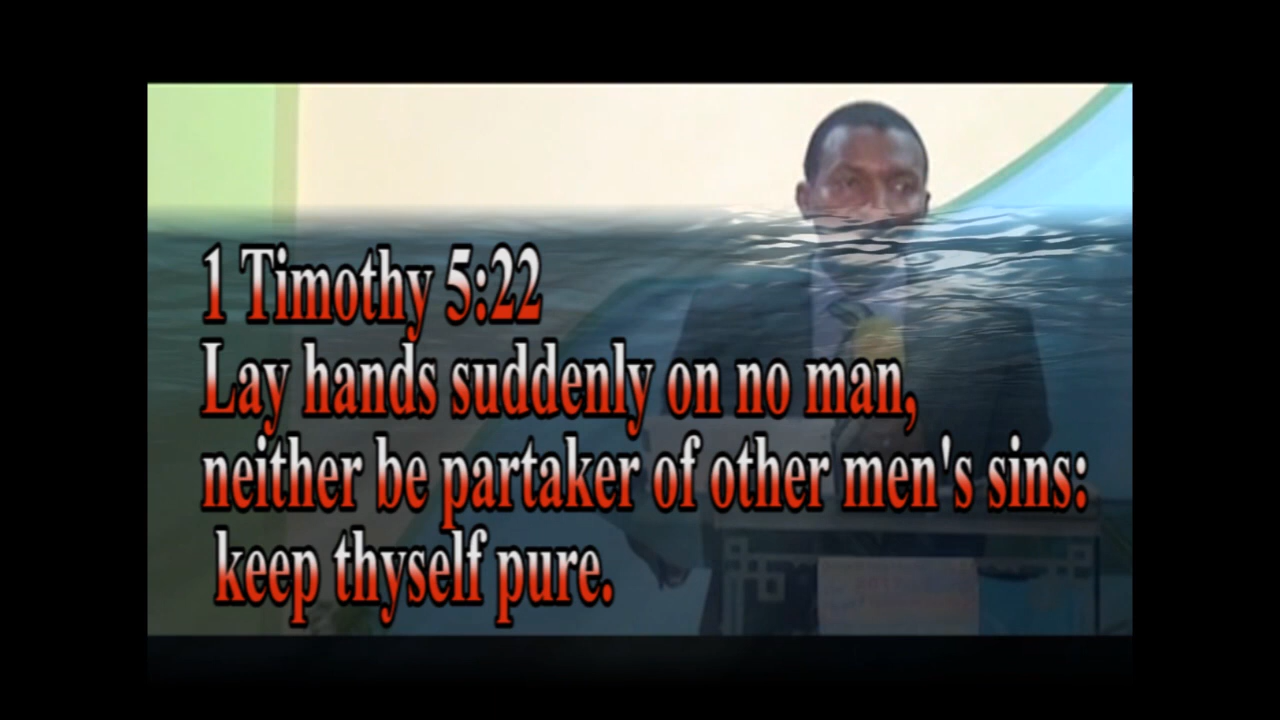 1 Timothy 5:22
Lay hands suddenly on no man,
neither be partaker of other men's sins:
keep thyself pure.